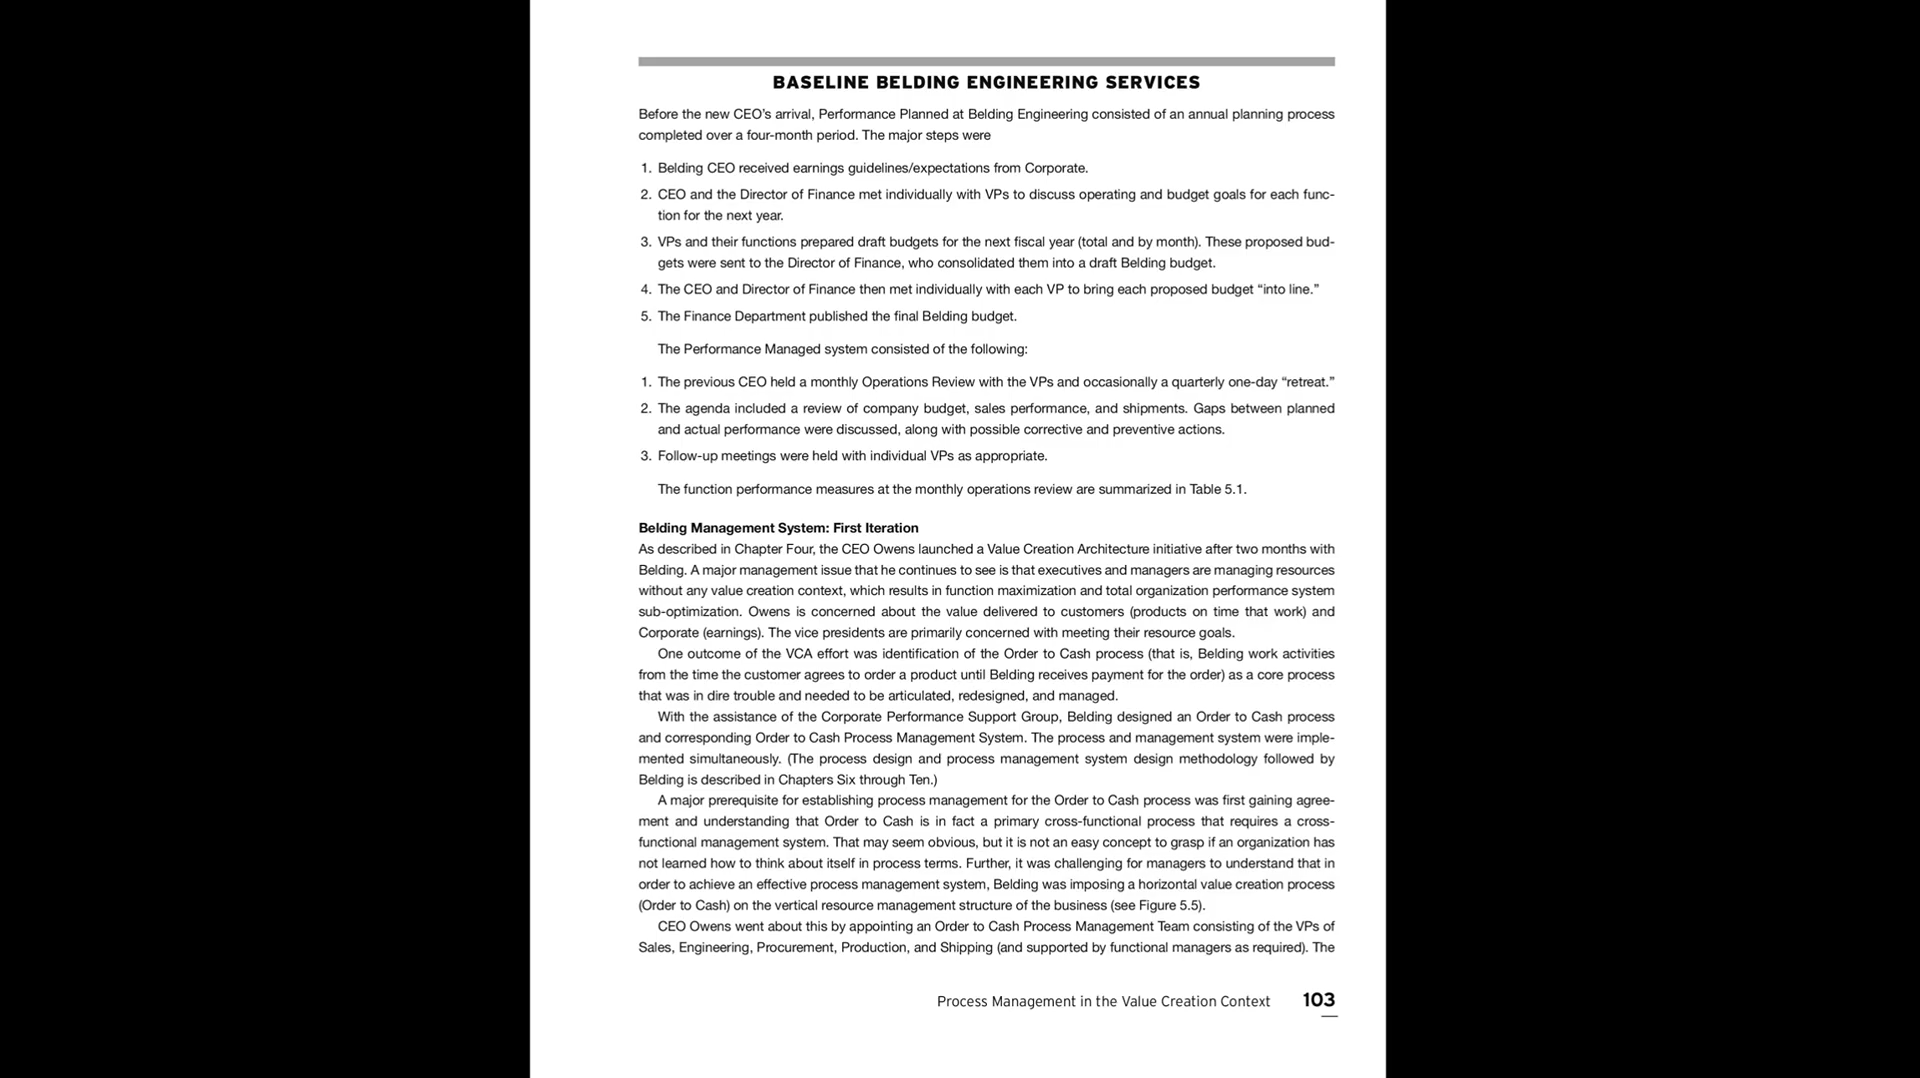 BASELINE BELDING ENGINEERING SERVICES
Before the new CEO’s arrival, Performance Planned at Belding Engineering consisted of an annual planning process
completed over a four-month period. The major steps were
1. Belding CEO received earnings guidelines/expectations from Corporate.
2. CEO and the Director of Finance met individually with VPs to discuss operating and budget goals for each func-
tion for the next year.
3. VPs and their functions prepared draft budgets for the next fiscal year (total and by month). These proposed bud-
gets were sent to the Director of Finance, who consolidated them into a draft Belding budget.
4. The CEO and Director of Finance then met individually with each VP to bring each proposed budget “into line.”
5. The Finance Department published the final Belding budget.
The Performance Managed system consisted of the following:
1. The previous CEO held a monthly Operations Review with the VPs and occasionally a quarterly one-day “retreat.”
2. The agenda included a review of company budget, sales performance, and shipments. Gaps between planned
and actual performance were discussed, along with possible corrective and preventive actions.
3. Follow-up meetings were held with individual VPs as appropriate.
The function performance measures at the monthly operations review are summarized in Table 5.1.
Belding Management System: First Iteration
As described in Chapter Four, the CEO Owens launched a Value Creation Architecture initiative after two months with
Belding. A major management issue that he continues to see is that executives and managers are managing resources
without any value creation context, which results in function maximization and total organization performance system
sub-optimization. Owens is concerned about the value delivered to customers (products on time that work) and
Corporate (earnings). The vice presidents are primarily concerned with meeting their resource goals.
One outcome of the VCA effort was identification of the Order to Cash process (that is, Belding work activities
from the time the customer agrees to order a product until Belding receives payment for the order) as a core process
that was in dire trouble and needed to be articulated, redesigned, and managed.
With the assistance of the Corporate Performance Support Group, Belding designed an Order to Cash process
and corresponding Order to Cash Process Management System. The process and management system were imple-
mented simultaneously. (The process design and process management system design methodology followed by
Belding is described in Chapters Six through Ten.)
A major prerequisite for establishing process management for the Order to Cash process was first gaining agree-
ment and understanding that Order to Cash is in fact a primary cross-functional process that requires a cross-
functional management system. That may seem obvious, but it is not an easy concept to grasp if an organization has
not learned how to think about itself in process terms. Further, it was challenging for managers to understand that in
order to achieve an effective process management system, Belding was imposing a horizontal value creation process
(Order to Cash) on the vertical resource management structure of the business (see Figure 5.5).
CEO Owens went about this by appointing an Order to Cash Process Management Team consisting of the VPs of
Sales, Engineering, Procurement, Production, and Shipping (and supported by functional managers as required). The
Process Management in the Value Creation Context 103